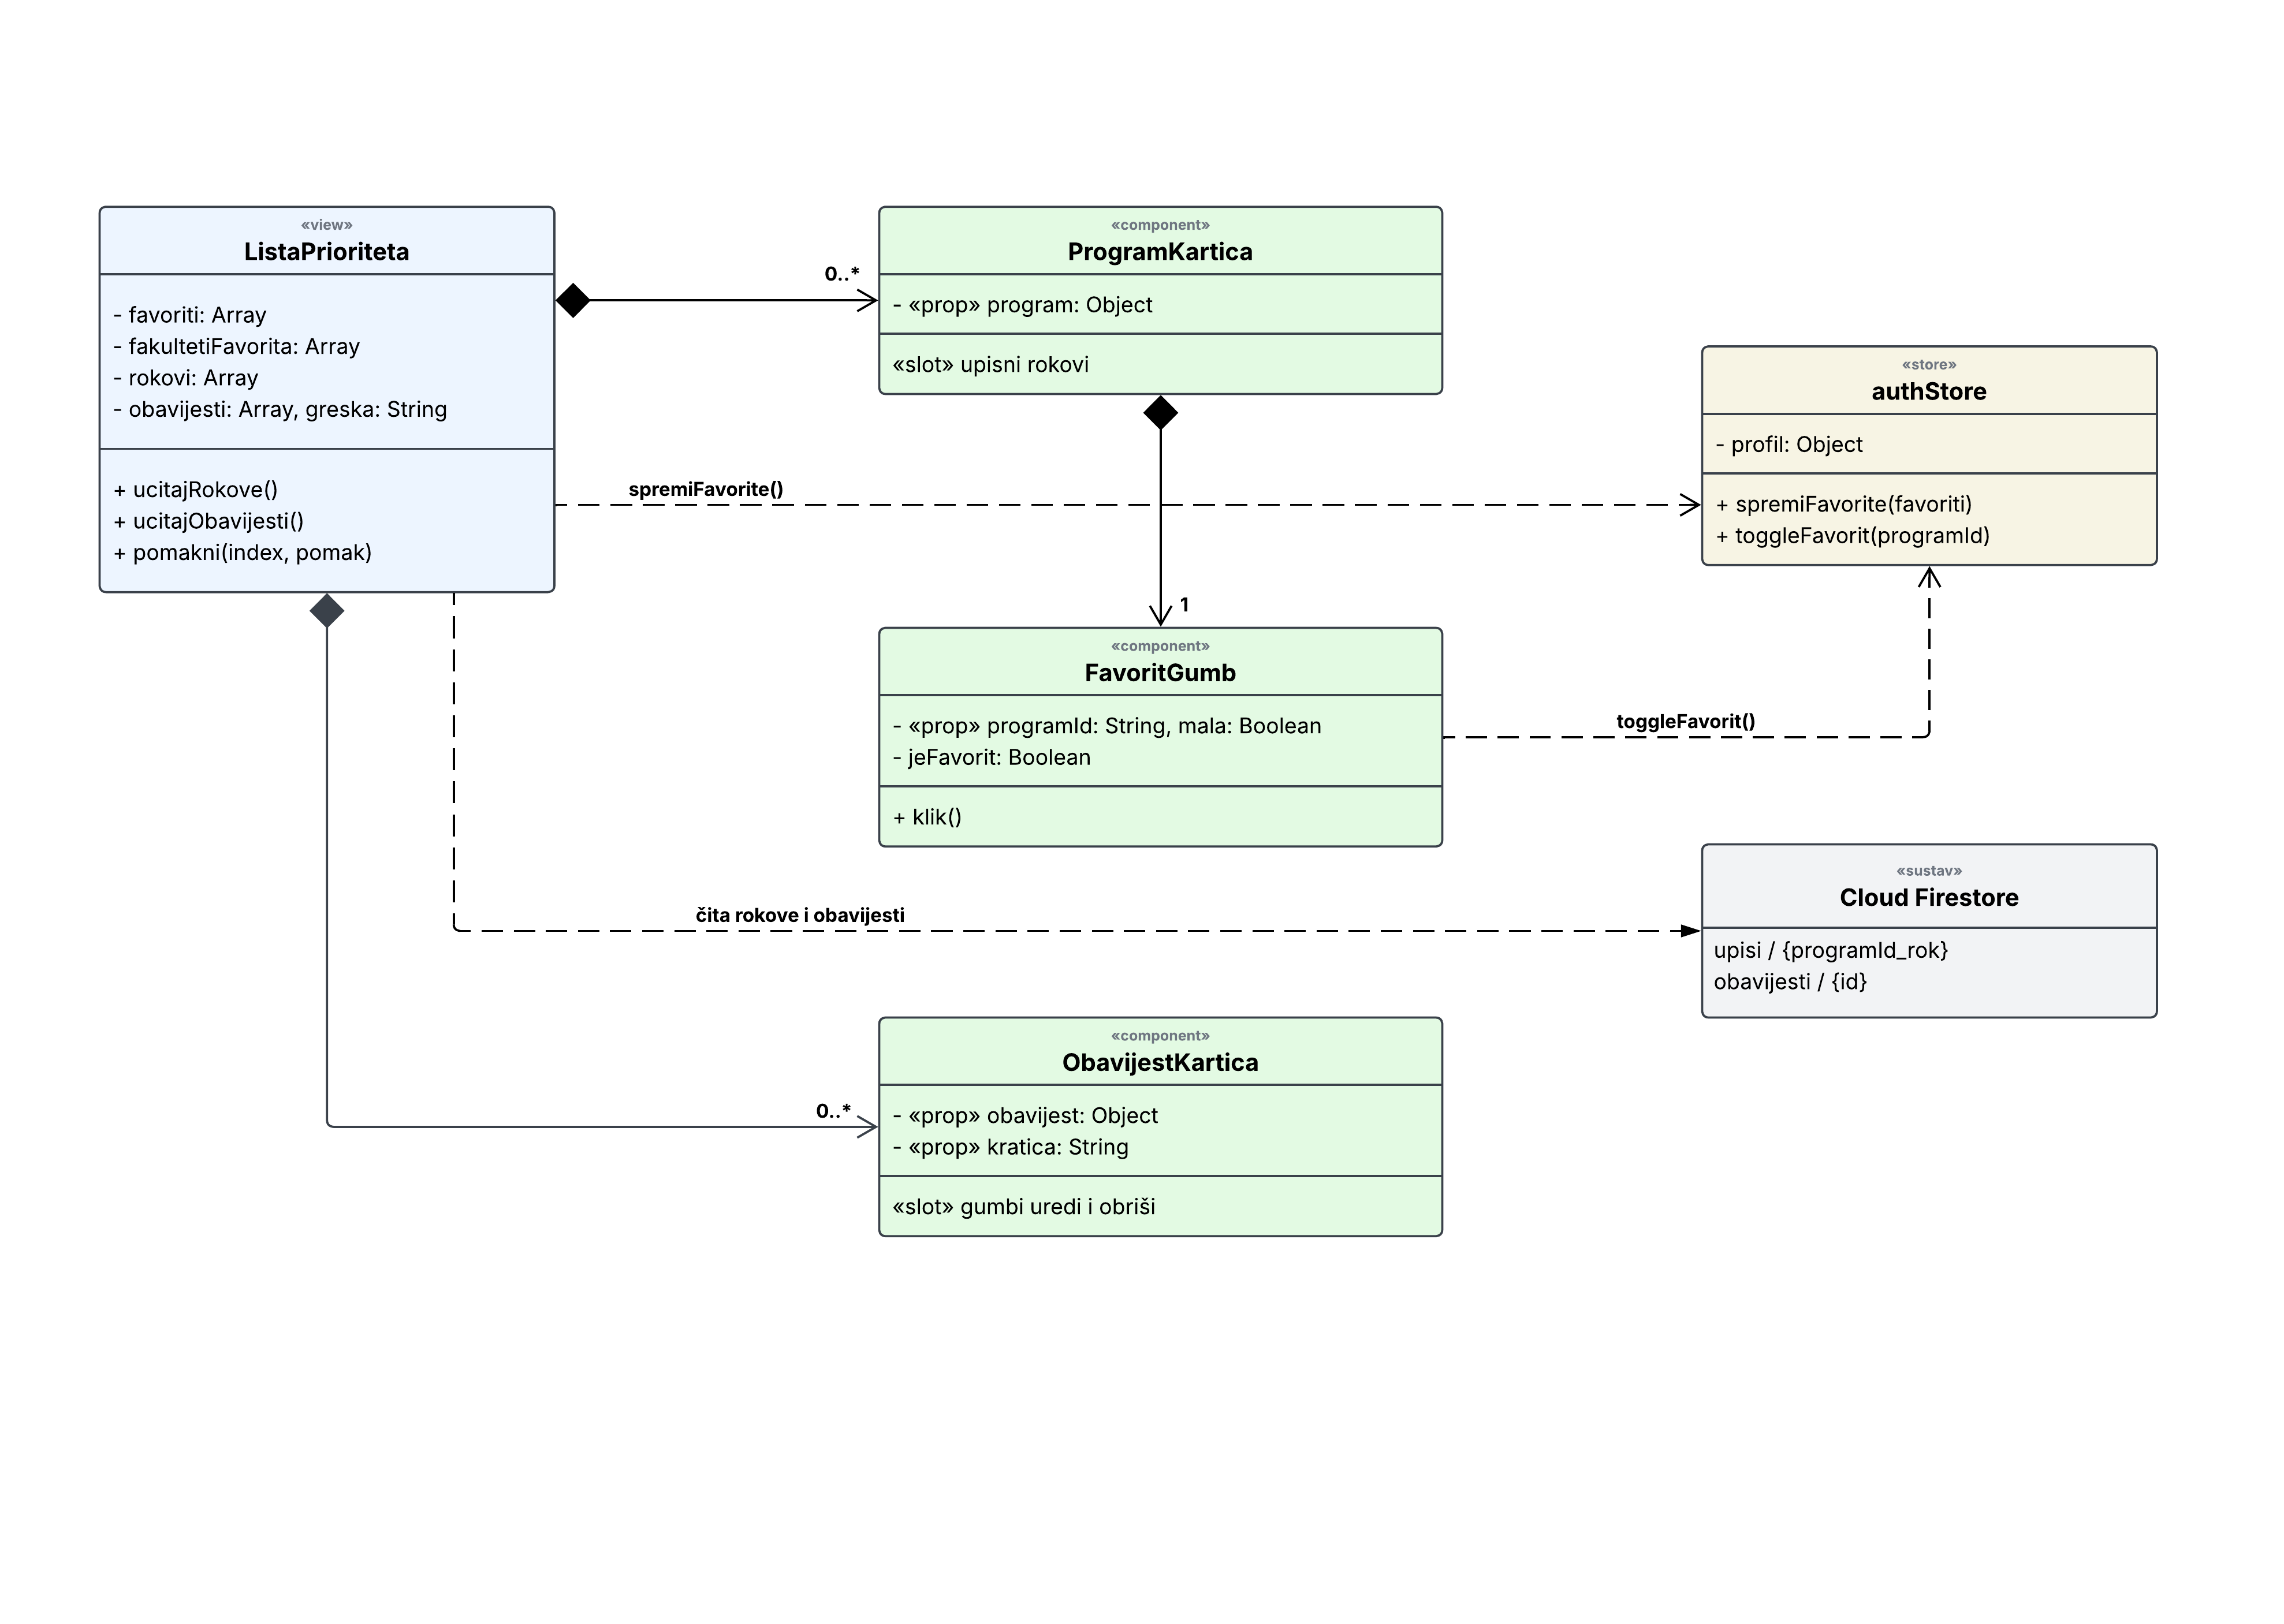 «view»
ListaPrioriteta
- favoriti: Array
- fakultetiFavorita: Array
- rokovi: Array
- obavijesti: Array, greska: String
+ ucitajRokove()
+ ucitajObavijesti()
+ pomakni(index, pomak)
0..*
«component»
ProgramKartica
- «prop» program: Object
«slot» upisni rokovi
«store»
authStore
- profil: Object
+ spremiFavorite(favoriti)
+ toggleFavorit(programId)
spremiFavorite()
1
«component»
FavoritGumb
- «prop» programId: String, mala: Boolean
- jeFavorit: Boolean
+ klik()
toggleFavorit()
čita rokove i obavijesti
«sustav»
Cloud Firestore
upisi / {programId_rok}
obavijesti / {id}
0..*
«component»
ObavijestKartica
- «prop» obavijest: Object
- «prop» kratica: String
«slot» gumbi uredi i obriši